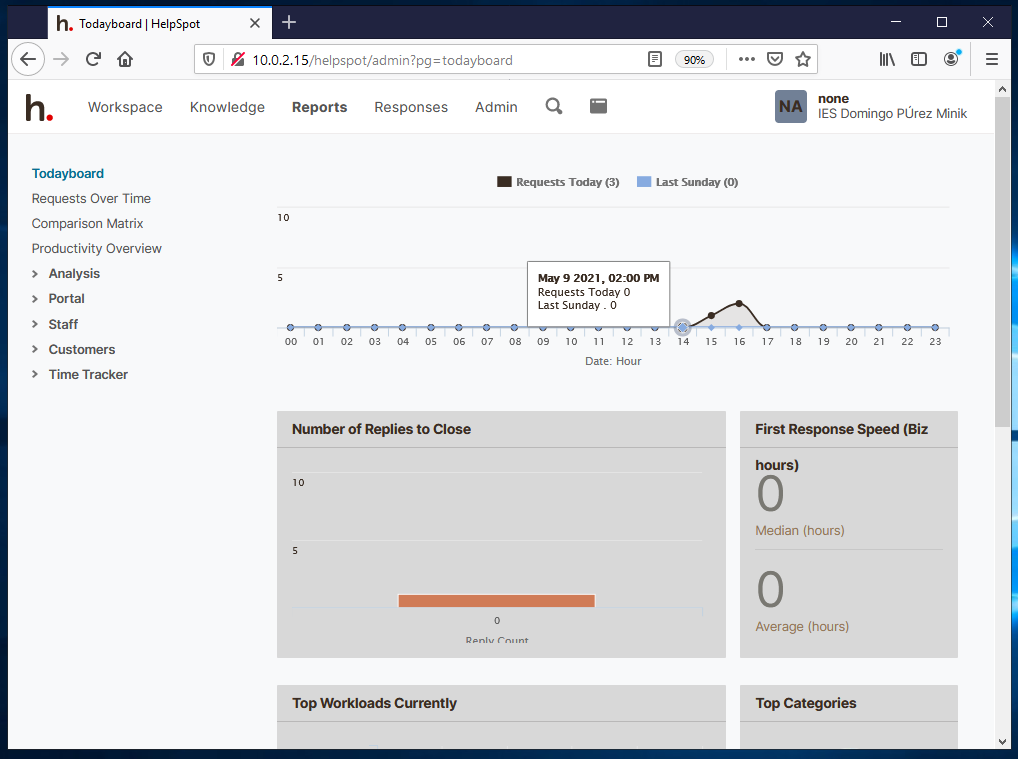 h. Todayboard | HelpSpot
10.0.2.15/helpspot/admin?pg=todayboard
90%
h.
Workspace
Knowledge
Reports
Responses
Admin
NA
none
IES Domingo PÚrez Minik
Todayboard
Requests Over Time
Comparison Matrix
Productivity Overview
Analysis
Portal
Staff
Customers
Time Tracker
Requests Today (3) Last Sunday (0)
10
5
May 9 2021, 02:00 PM
Requests Today 0
Last Sunday . 0
00 01 02 03 04 05 06 07 08 09 10 11 12 13 14 15 16 17 18 19 20 21 22 23
Date: Hour
Number of Replies to Close
10
5
0
Reply Count
First Response Speed (Biz
hours)
0
Median (hours)
0
Average (hours)
Top Workloads Currently
Top Categories